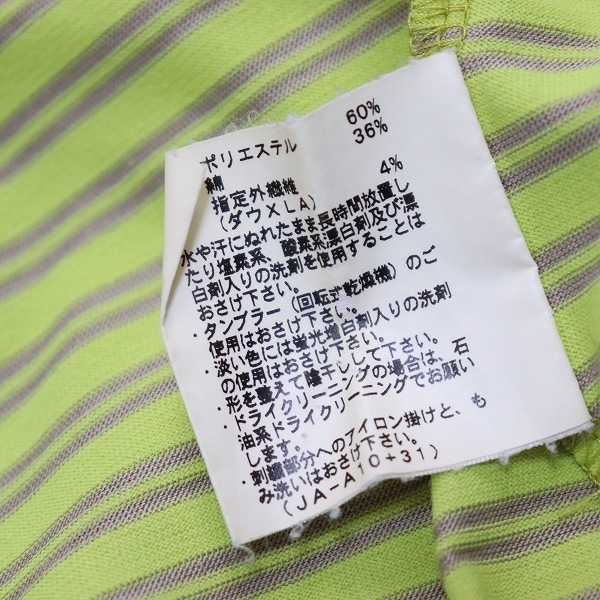 ポリエステル 60%
綿 36%
指定外繊維 4%
(ダウXLA)
水や汗にぬれたまま長時間放置し
たり塩素系、酸素系漂白剤及び漂
白剤入りの洗剤を使用することは
おさけ下さい。
・タンブラー(回転式乾燥機)のご
使用はおさけ下さい。
・淡い色には蛍光増白剤入りの洗剤
の使用はおさけ下さい。
・形を整えて陰干しして下さい。
・ドライクリーニングの場合は、石
油系ドライクリーニングでお願い
します。
・刺繍部分へのアイロン掛けと、も
み洗いはおさけ下さい。
(JA-A10+31)